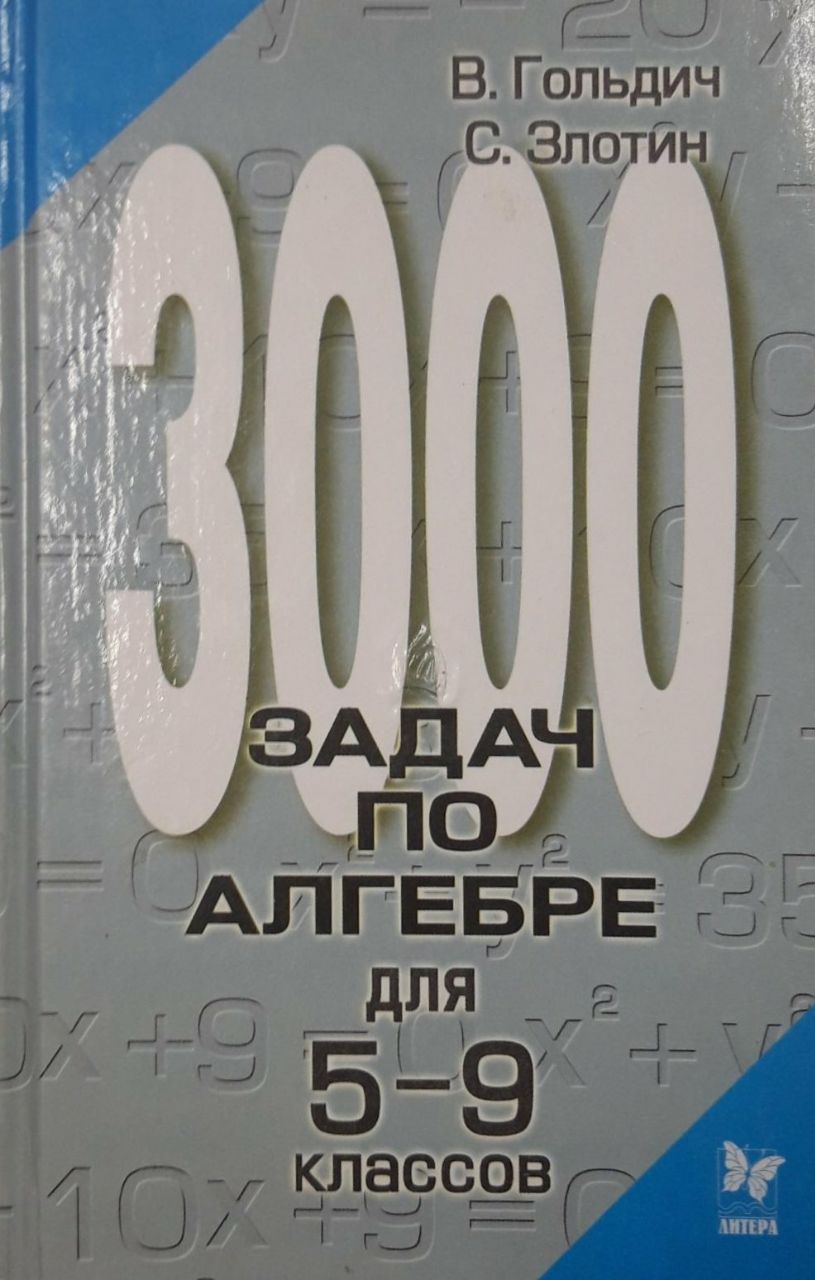 В. Гольдич
С. Злотин
3000
ЗАДАЧ
ПО
АЛГЕБРЕ
для
5–9
классов
ЛИТЕРА